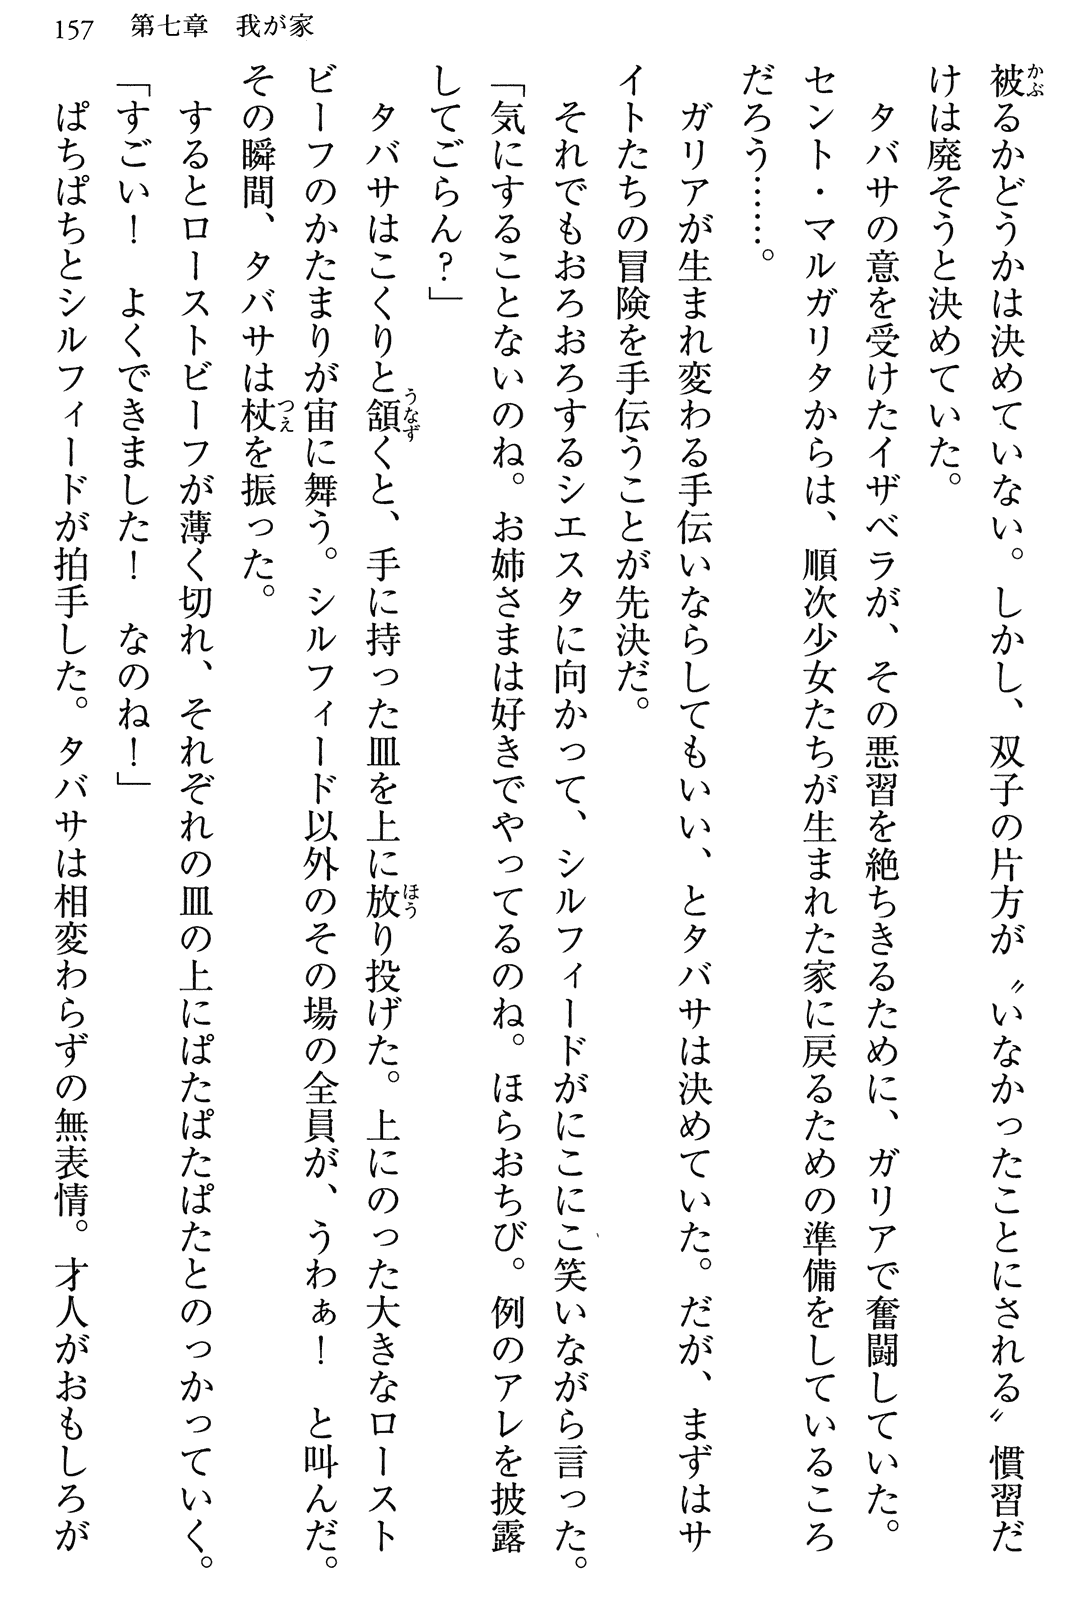 157　第七章　我が家
被るかどうかは決めていない。しかし、双子の片方が〝いなかったことにされる〟慣習だ
けは廃そうと決めていた。
　タバサの意を受けたイザベラが、その悪習を絶ちきるために、ガリアで奮闘していた。
セント・マルガリタからは、順次少女たちが生まれた家に戻るための準備をしているころ
だろう……。
　ガリアが生まれ変わる手伝いならしてもいい、とタバサは決めていた。だが、まずはサ
イトたちの冒険を手伝うことが先決だ。
　それでもおろおろするシエスタに向かって、シルフィードがにこにこ笑いながら言った。
「気にすることないのね。お姉さまは好きでやってるのね。ほらおちび。例のアレを披露
してごらん？」
　タバサはこくりと頷くと、手に持った皿を上に放り投げた。上にのった大きなロースト
ビーフのかたまりが宙に舞う。シルフィード以外のその場の全員が、うわぁ！　と叫んだ。
その瞬間、タバサは杖を振った。
　するとローストビーフが薄く切れ、それぞれの皿の上にぱたぱたぱたとのっかっていく。
「すごい！　よくできました！　なのね！」
　ぱちぱちとシルフィードが拍手した。タバサは相変わらずの無表情。才人がおもしろが